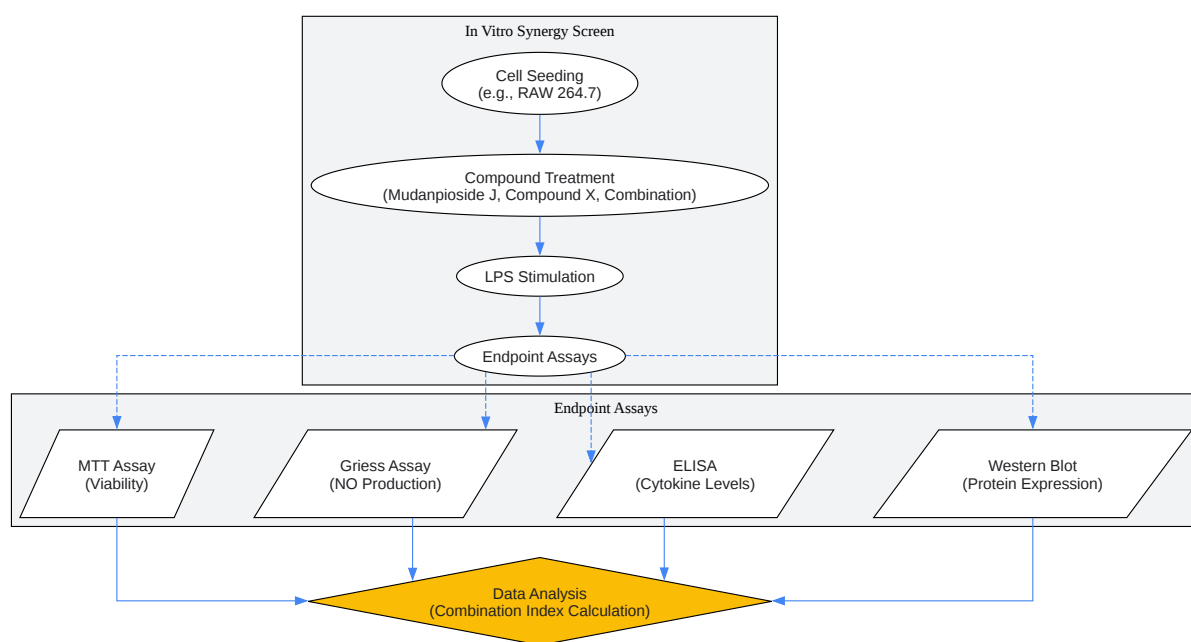 In Vitro Synergy Screen
Cell Seeding
(e.g., RAW 264.7)
Compound Treatment
(Mudanpioside J, Compound X, Combination)
LPS Stimulation
Endpoint Assays
Endpoint Assays
MTT Assay
(Viability)
Griess Assay
(NO Production)
ELISA
(Cytokine Levels)
Western Blot
(Protein Expression)
Data Analysis
(Combination Index Calculation)